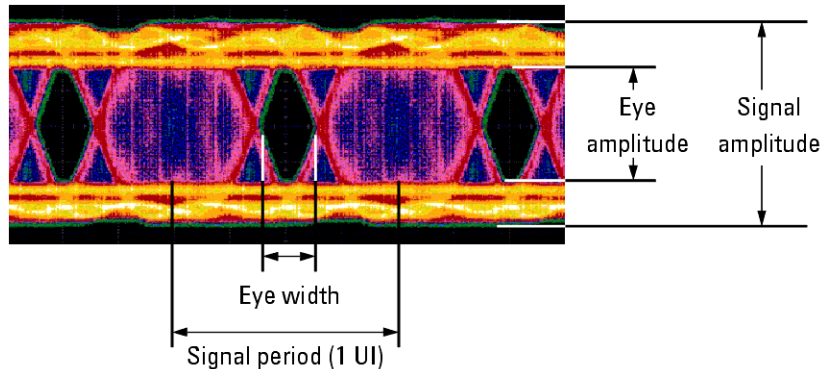 Eye
amplitude
Signal
amplitude
Eye width
Signal period (1 UI)